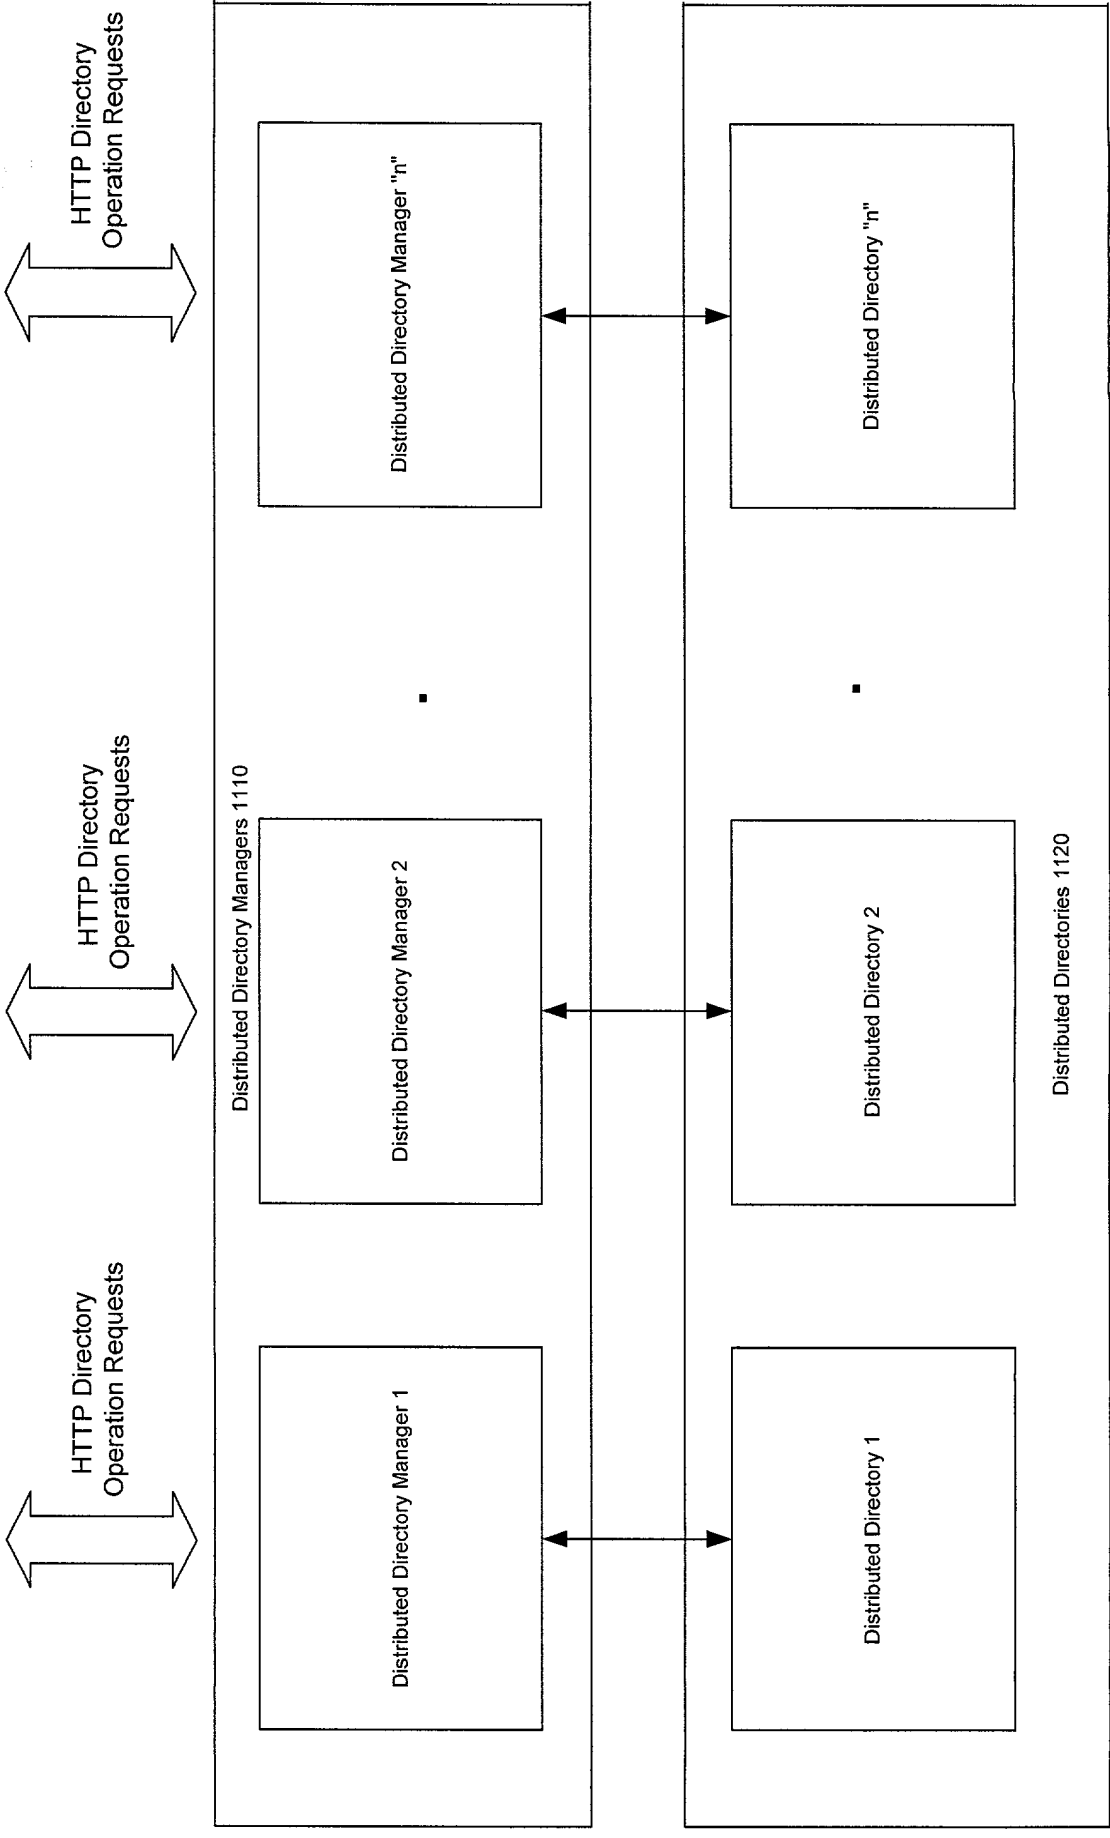 HTTP Directory
Operation Requests
HTTP Directory
Operation Requests
HTTP Directory
Operation Requests
Distributed Directory Managers 1110
Distributed Directory Manager 1
Distributed Directory Manager 2
Distributed Directory Manager "n"
Distributed Directory 1
Distributed Directory 2
Distributed Directory "n"
Distributed Directories 1120